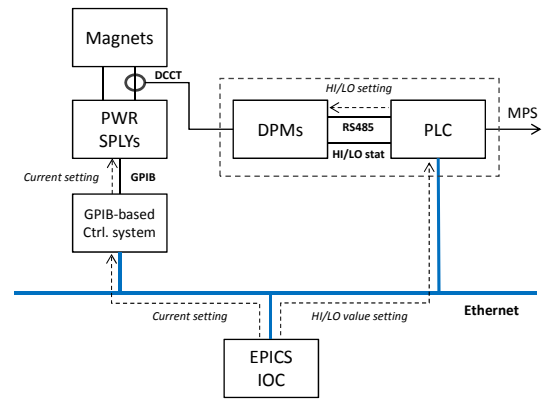 Magnets
DCCT
HI/LO setting
MPS
PWR
SPLYs
DPMs
RS485
PLC
HI/LO stat
Current setting
GPIB
GPIB-based
Ctrl. system
Ethernet
Current setting
HI/LO value setting
EPICS
IOC